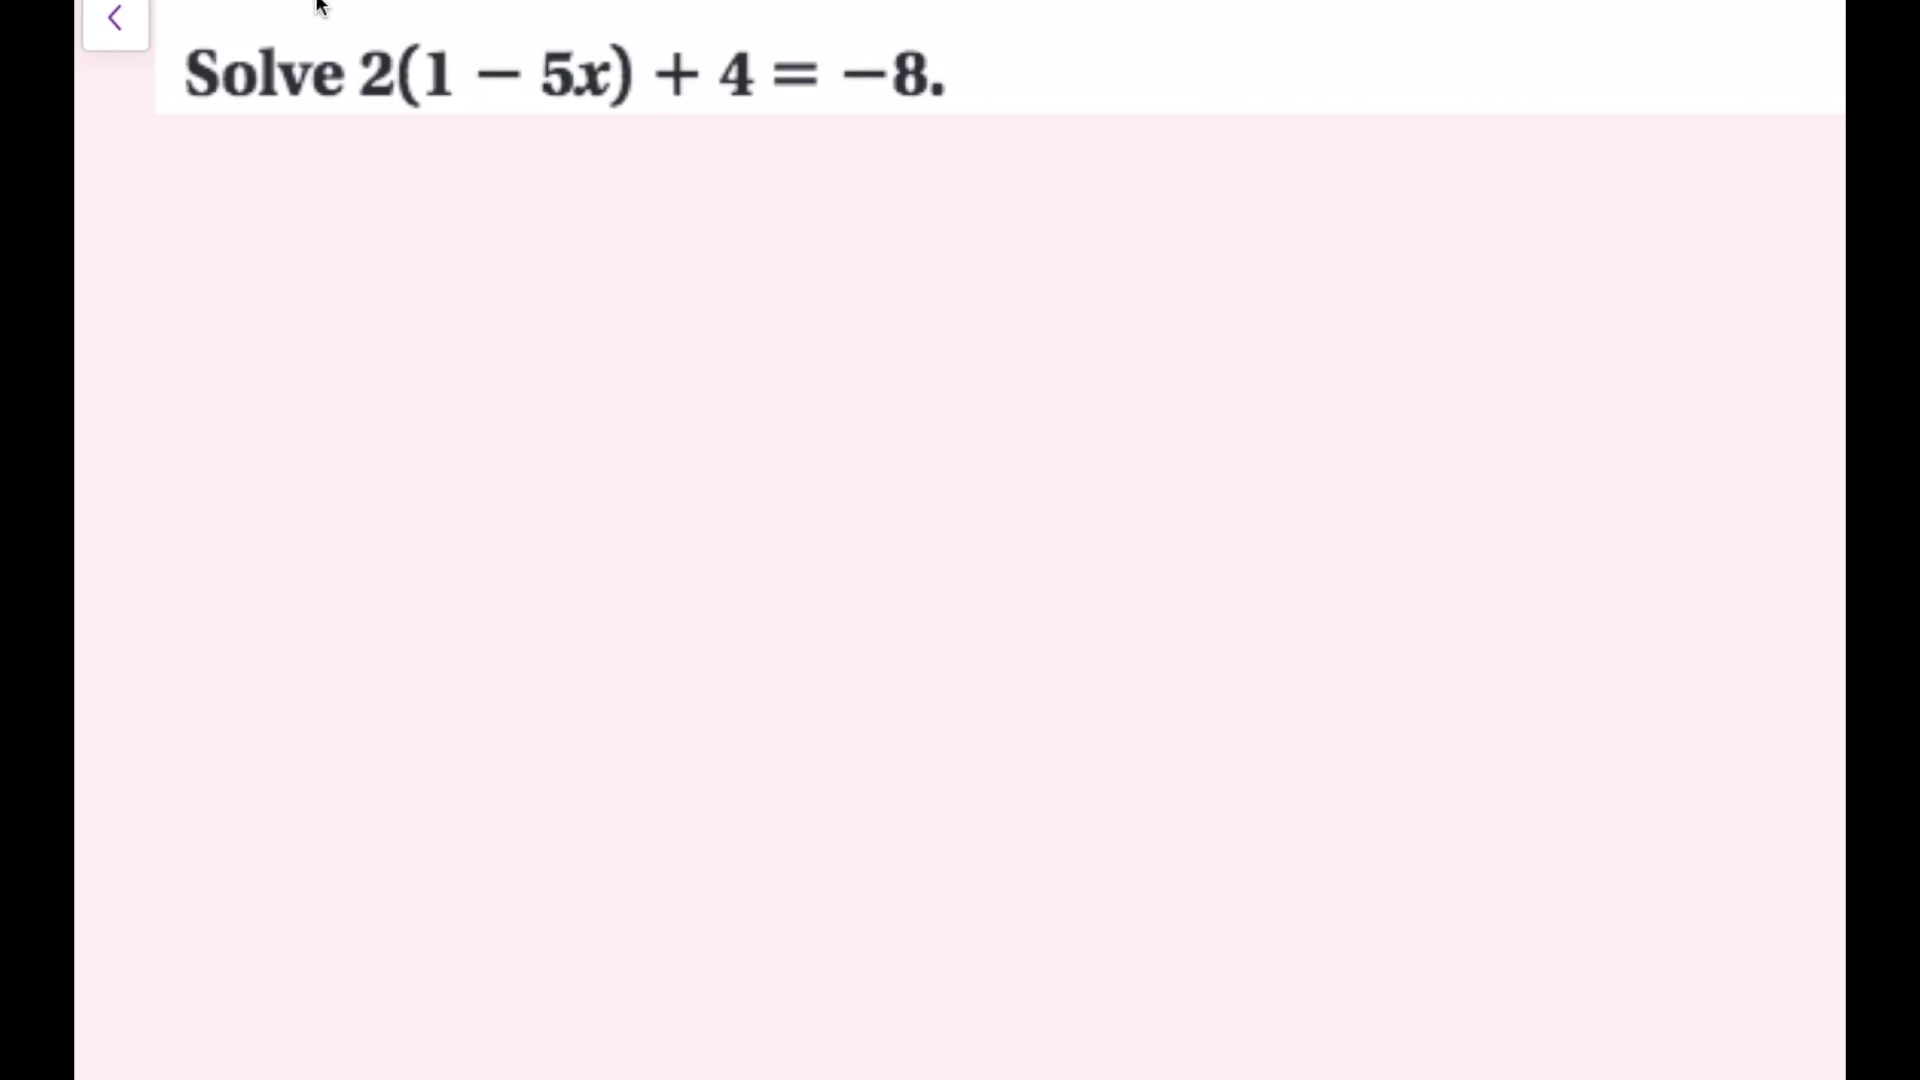 Solve 2(1 − 5x) + 4 = −8.